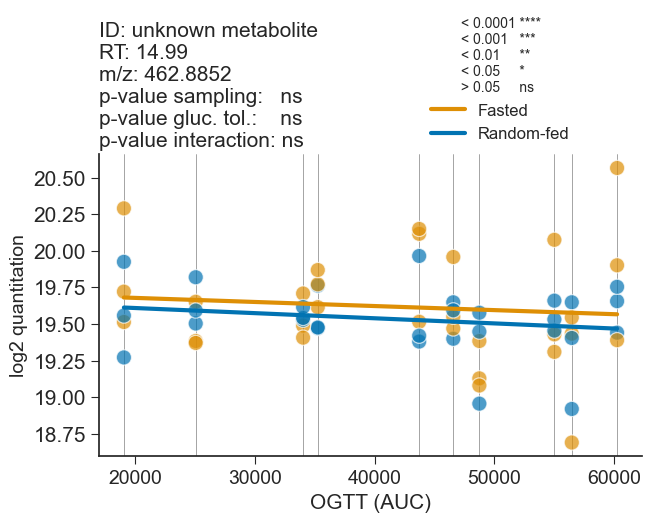 ID: unknown metabolite
RT: 14.99
m/z: 462.8852
p-value sampling: ns
p-value gluc. tol.: ns
p-value interaction: ns
< 0.0001 ****
< 0.001 ***
< 0.01 **
< 0.05 *
> 0.05 ns
Fasted
Random-fed
log2 quantitation
20.50
20.25
20.00
19.75
19.50
19.25
19.00
18.75
20000 30000 40000 50000 60000
OGTT (AUC)